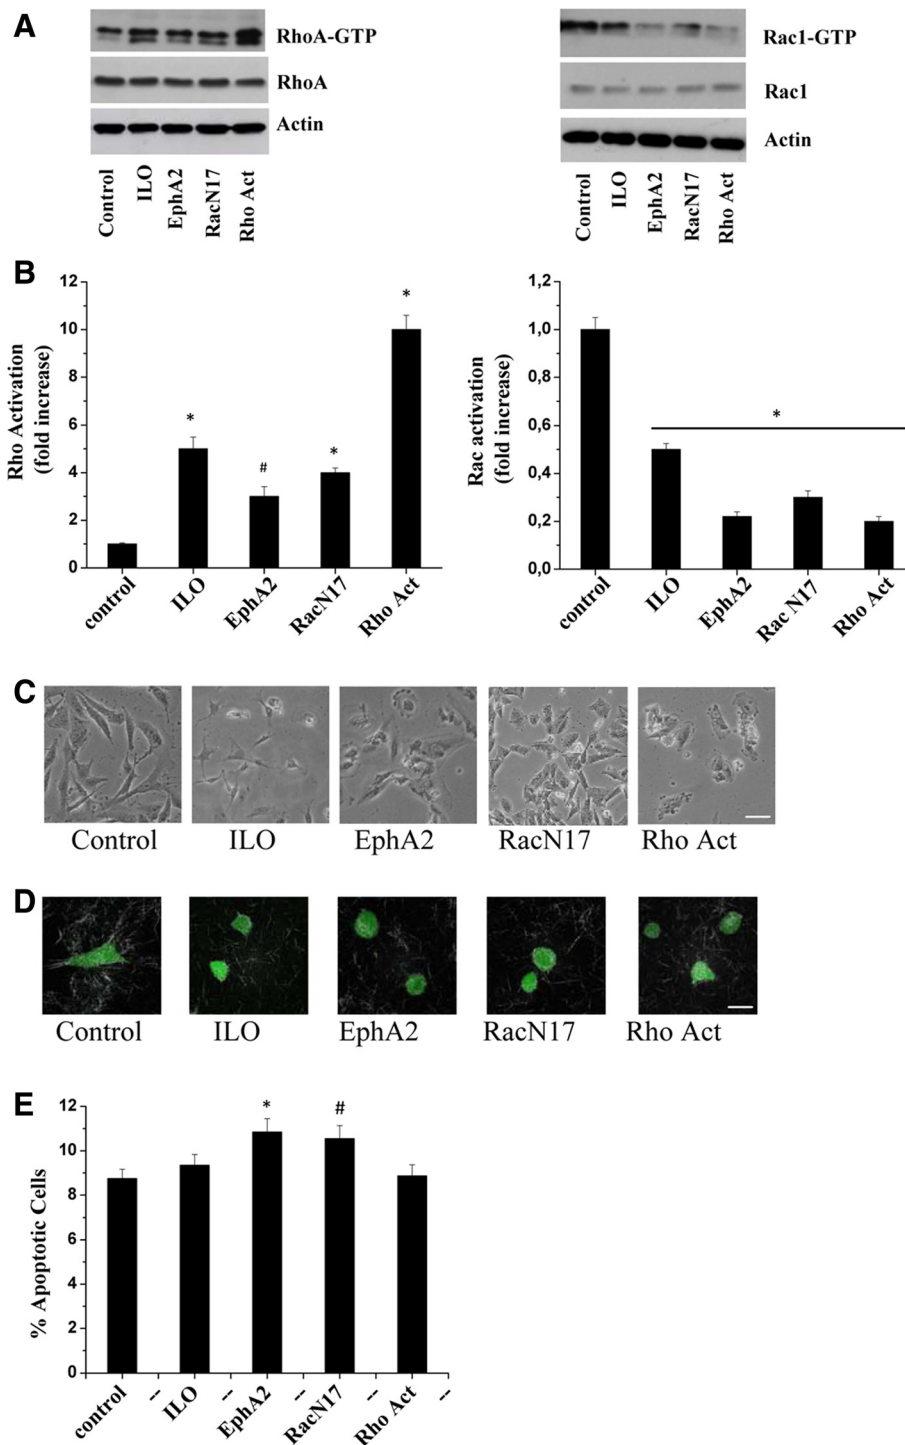 A
RhoA-GTP
RhoA
Actin
Control
ILO
EphA2
RacN17
Rho Act
Rac1-GTP
Rac1
Actin
Control
ILO
EphA2
RacN17
Rho Act
B
Rho Activation
(fold increase)
12
10
8
6
4
2
0
*
#
*
*
control
ILO
EphA2
RacN17
Rho Act
Rac activation
(fold increase)
1,2
1,0
0,8
0,6
0,4
0,2
0,0
*
control
ILO
EphA2
Rac N17
Rho Act
C
Control
ILO
EphA2
RacN17
Rho Act
D
Control
ILO
EphA2
RacN17
Rho Act
E
% Apoptotic Cells
12
10
8
6
4
2
0
*
#
control
--
ILO
--
EphA2
--
RacN17
--
Rho Act
--